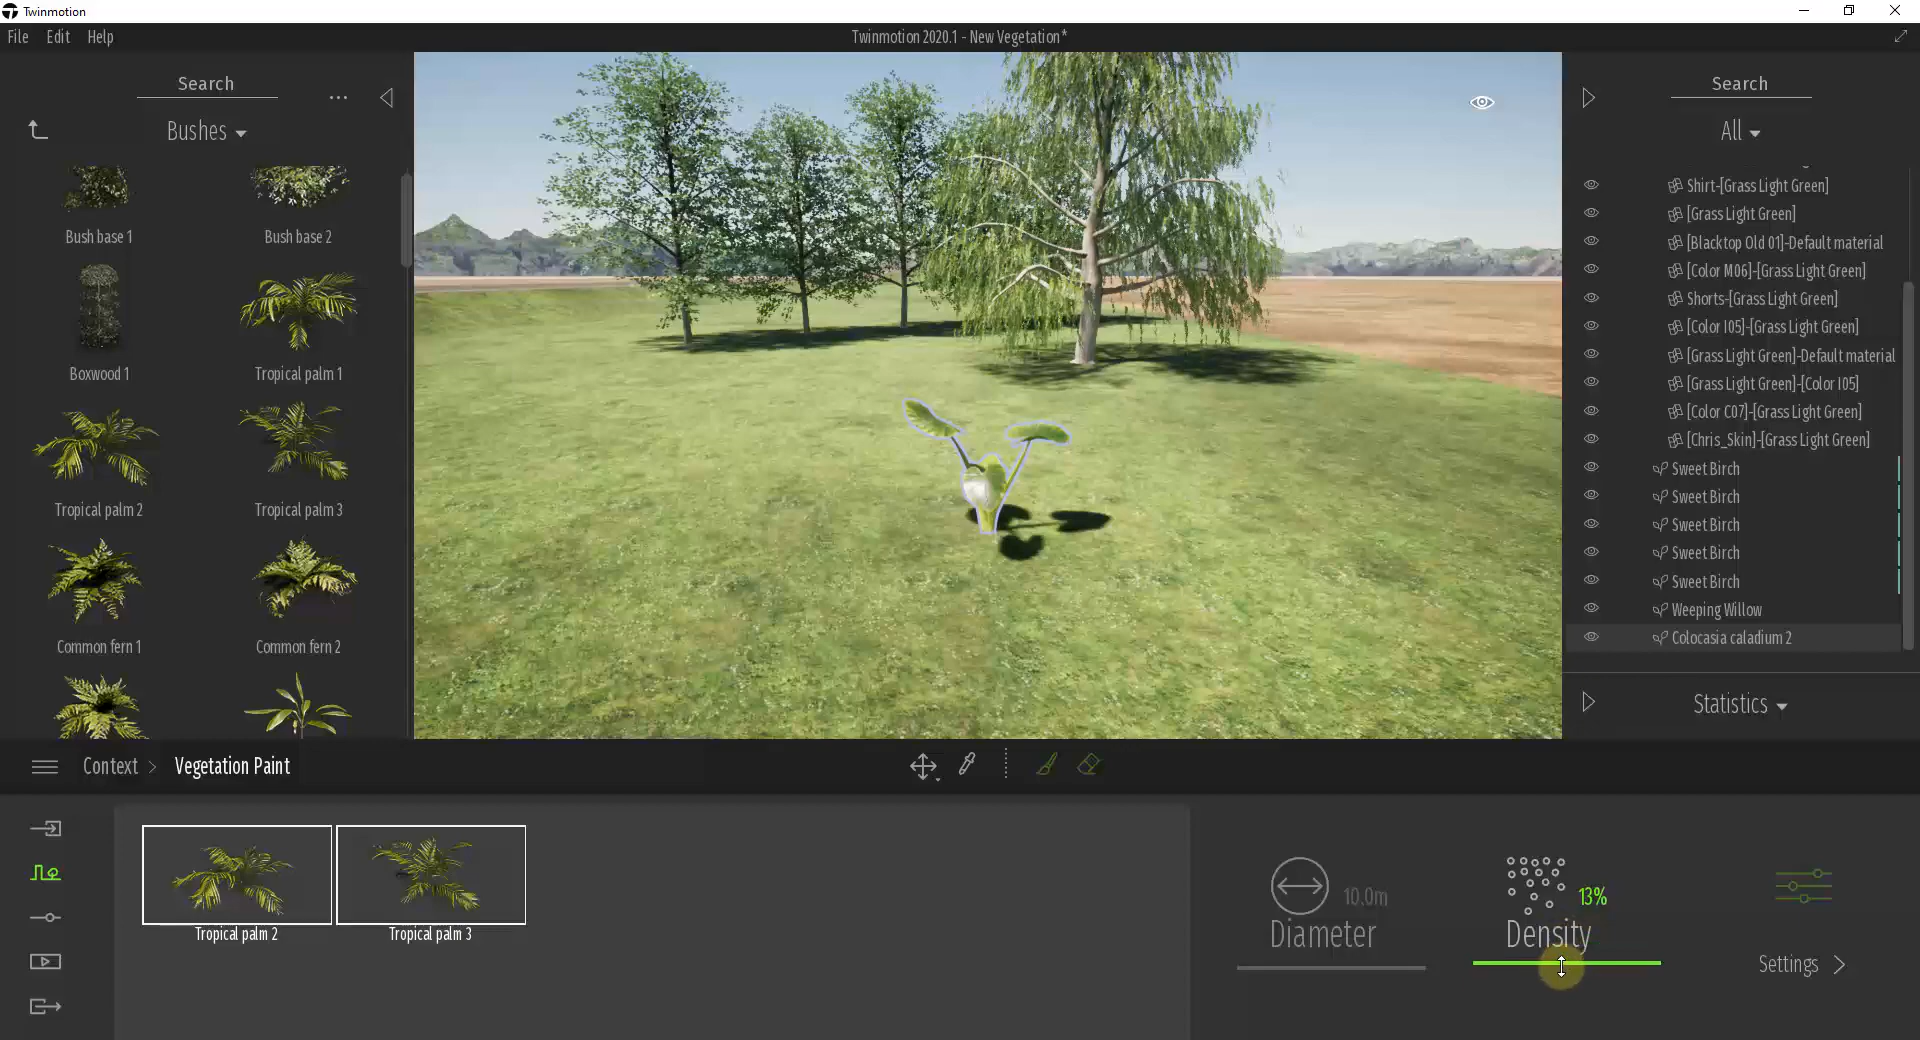 Twinmotion
File Edit Help
Twinmotion 2020.1 - New Vegetation*
Search
...
Bushes
Bush base 1
Bush base 2
Boxwood 1
Tropical palm 1
Tropical palm 2
Tropical palm 3
Common fern 1
Common fern 2
Search
All
Shirt-[Grass Light Green]
[Grass Light Green]
[Blacktop Old 01]-Default material
[Color M06]-[Grass Light Green]
Shorts-[Grass Light Green]
[Color I05]-[Grass Light Green]
[Grass Light Green]-Default material
[Grass Light Green]-[Color I05]
[Color C07]-[Grass Light Green]
[Chris_Skin]-[Grass Light Green]
Sweet Birch
Sweet Birch
Sweet Birch
Sweet Birch
Sweet Birch
Weeping Willow
Colocasia caladium 2
Statistics
Context > Vegetation Paint
Tropical palm 2
Tropical palm 3
10.0m
Diameter
13%
Density
Settings >